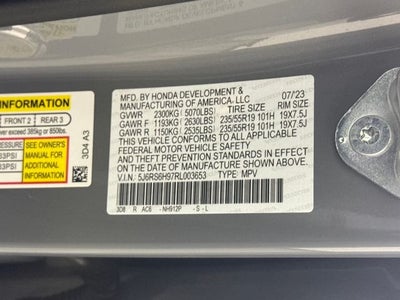 INFORMATION
FRONT 2 REAR 3
exceed 385kg or 850lbs.
SEE OWNER'S
MANUAL FOR
ADDITIONAL
INFORMATION
3D4 A3
MFD. BY HONDA DEVELOPMENT & 07/23
MANUFACTURING OF AMERICA, LLC
GVWR 2300KG(5070LBS) TIRE SIZE RIM SIZE
GAWR F 1193KG(2630LBS) 235/55R19 101H 19X7.5J
GAWR R 1150KG(2535LBS) 235/55R19 101H 19X7.5J
THIS VEHICLE CONFORMS TO ALL APPLICABLE
FEDERAL MOTOR VEHICLE SAFETY
AND THEFT PREVENTION STANDARDS IN EFFECT
ON THE DATE OF MANUFACTURE SHOWN ABOVE.
V.I.N.: 5J6RS6H97RL003653 TYPE: MPV
3D8 R AC8 -NH912P -S -L